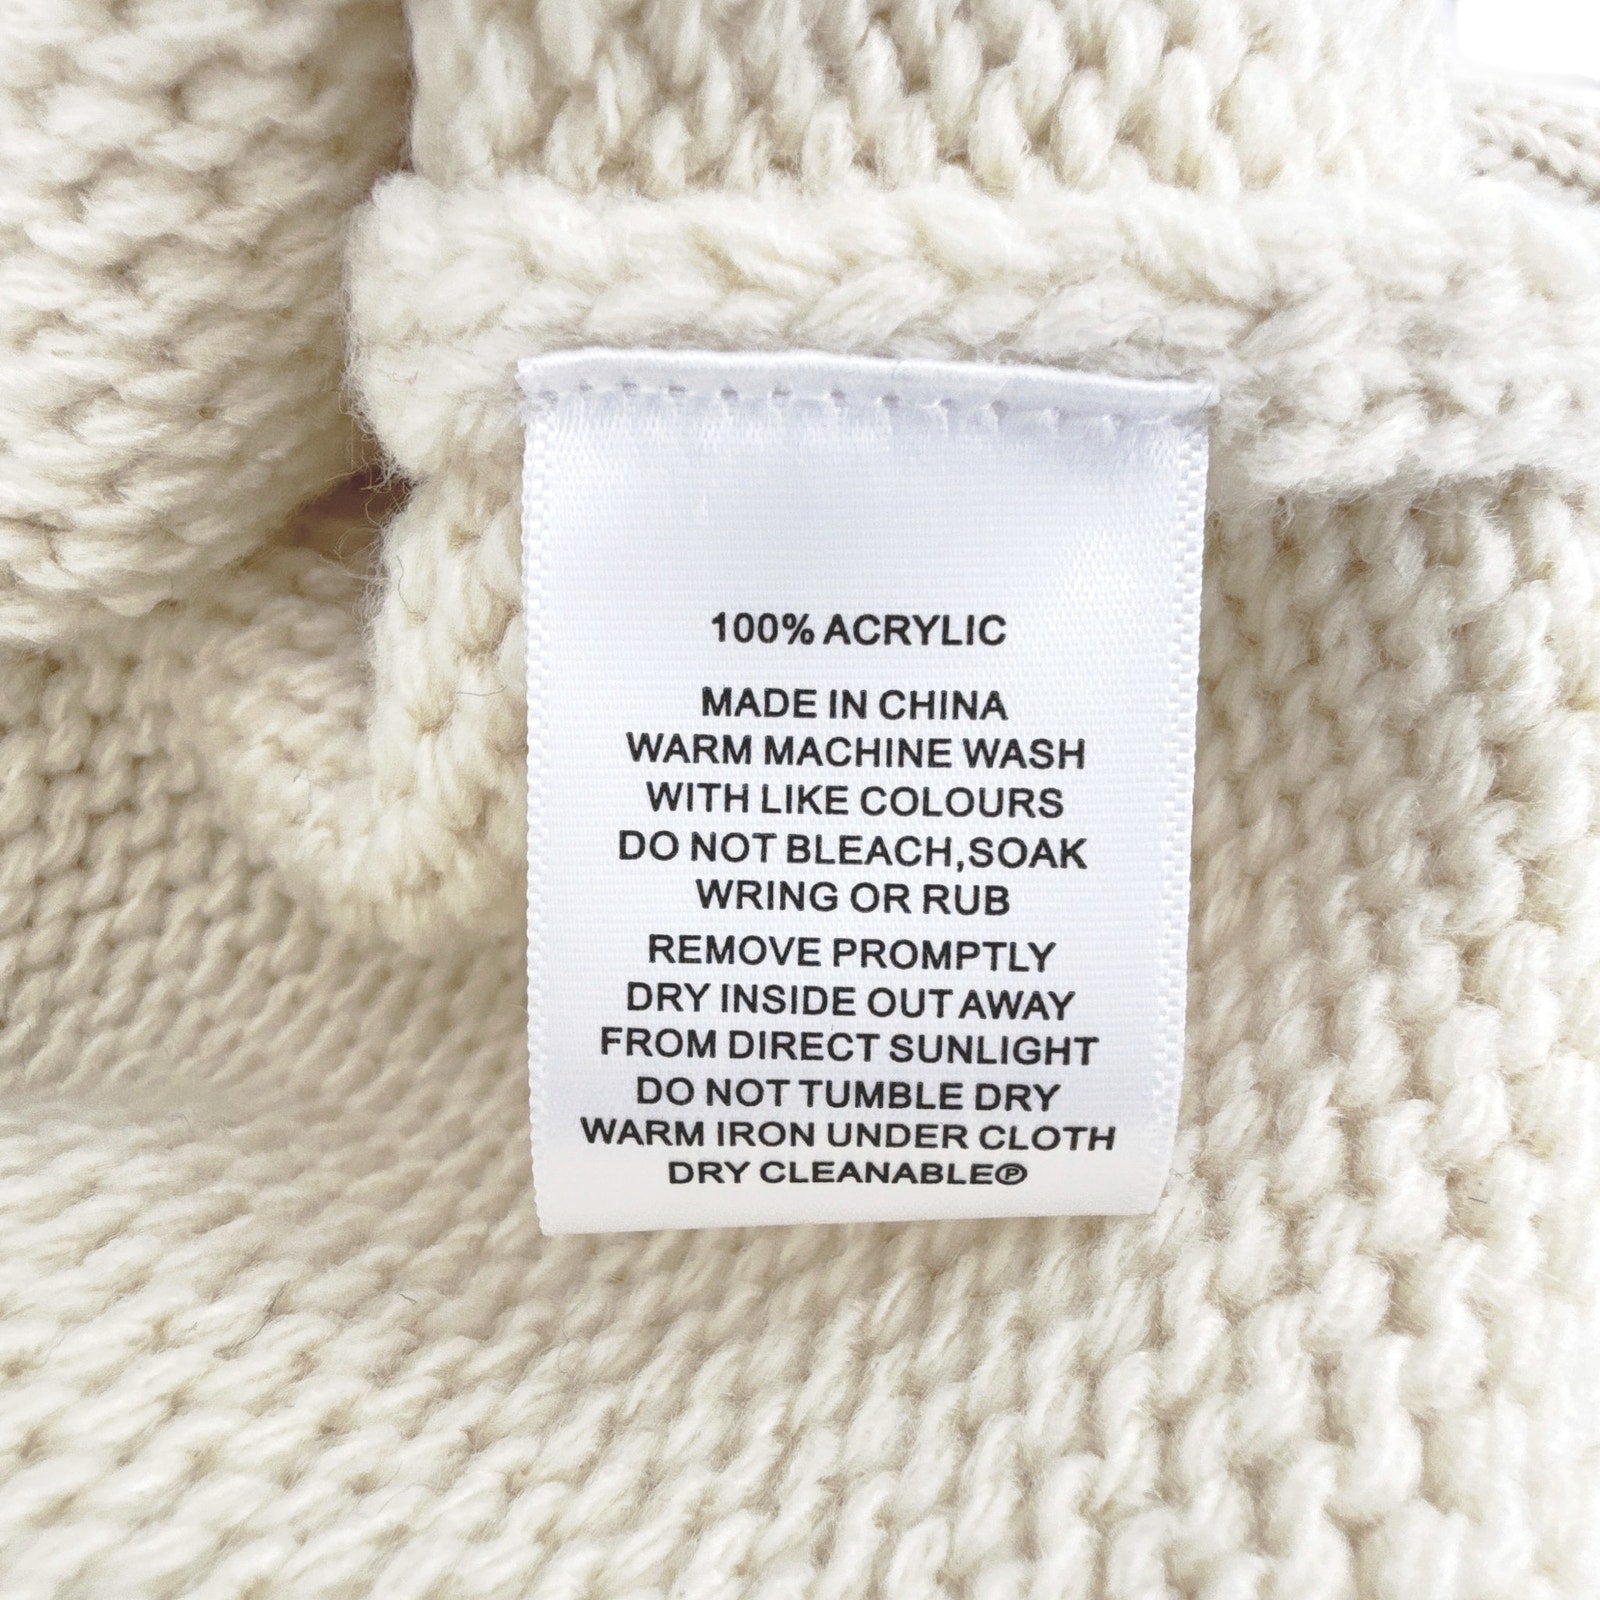 100% ACRYLIC
MADE IN CHINA
WARM MACHINE WASH
WITH LIKE COLOURS
DO NOT BLEACH,SOAK
WRING OR RUB
REMOVE PROMPTLY
DRY INSIDE OUT AWAY
FROM DIRECT SUNLIGHT
DO NOT TUMBLE DRY
WARM IRON UNDER CLOTH
DRY CLEANABLEⓅ